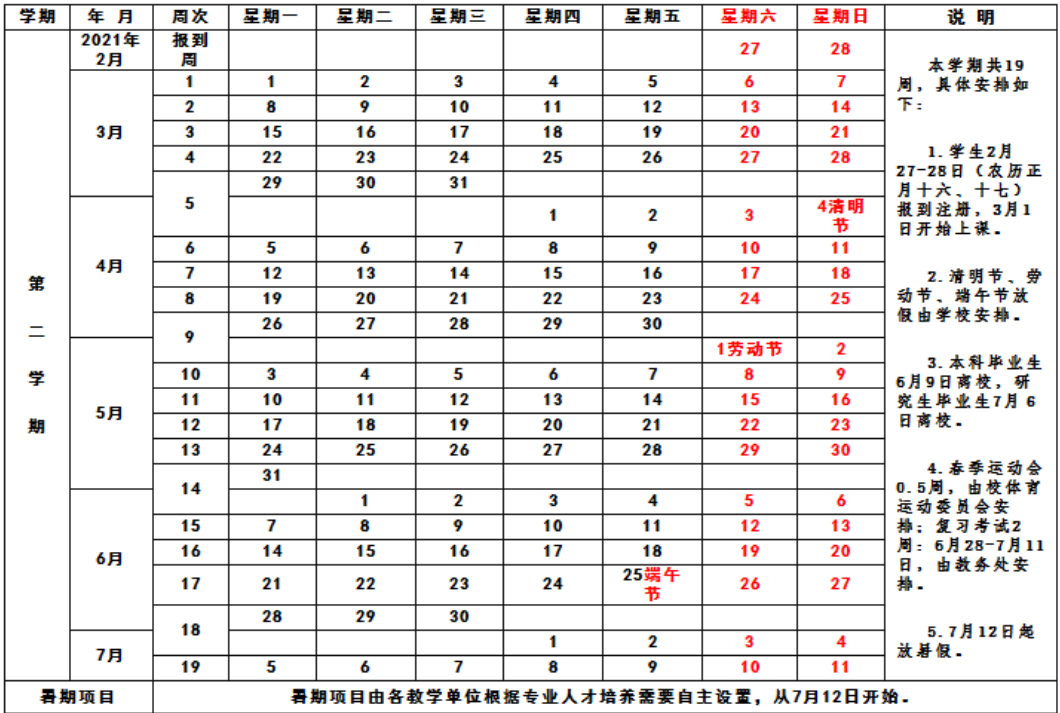 学期 年 月 周次 星期一 星期二 星期三 星期四 星期五 星期六 星期日 说 明
第
二
学
期
2021年
2月
报到
周
27 28
3月
1 1 2 3 4 5 6 7
2 8 9 10 11 12 13 14
3 15 16 17 18 19 20 21
4 22 23 24 25 26 27 28
5
29 30 31
4月
1 2 3 4清明
节
6 5 6 7 8 9 10 11
7 12 13 14 15 16 17 18
8 19 20 21 22 23 24 25
9
26 27 28 29 30
5月
1劳动节 2
10 3 4 5 6 7 8 9
11 10 11 12 13 14 15 16
12 17 18 19 20 21 22 23
13 24 25 26 27 28 29 30
14
31
6月
1 2 3 4 5 6
15 7 8 9 10 11 12 13
16 14 15 16 17 18 19 20
17 21 22 23 24 25端午
节
26 27
18
28 29 30
7月
1 2 3 4
19 5 6 7 8 9 10 11
本学期共19
周，具体安排如
下：
1.学生2月
27-28日（农历正
月十六、十七）
报到注册，3月1
日开始上课。
2.清明节、劳
动节、端午节放
假由学校安排。
3.本科毕业生
6月9日离校，研
究生毕业生7月6
日离校。
4.春季运动会
0.5周，由校体育
运动委员会安
排；复习考试2
周：6月28-7月11
日，由教务处安
排。
5.7月12日起
放暑假。
暑期项目 暑期项目由各教学单位根据专业人才培养需要自主设置，从7月12日开始。